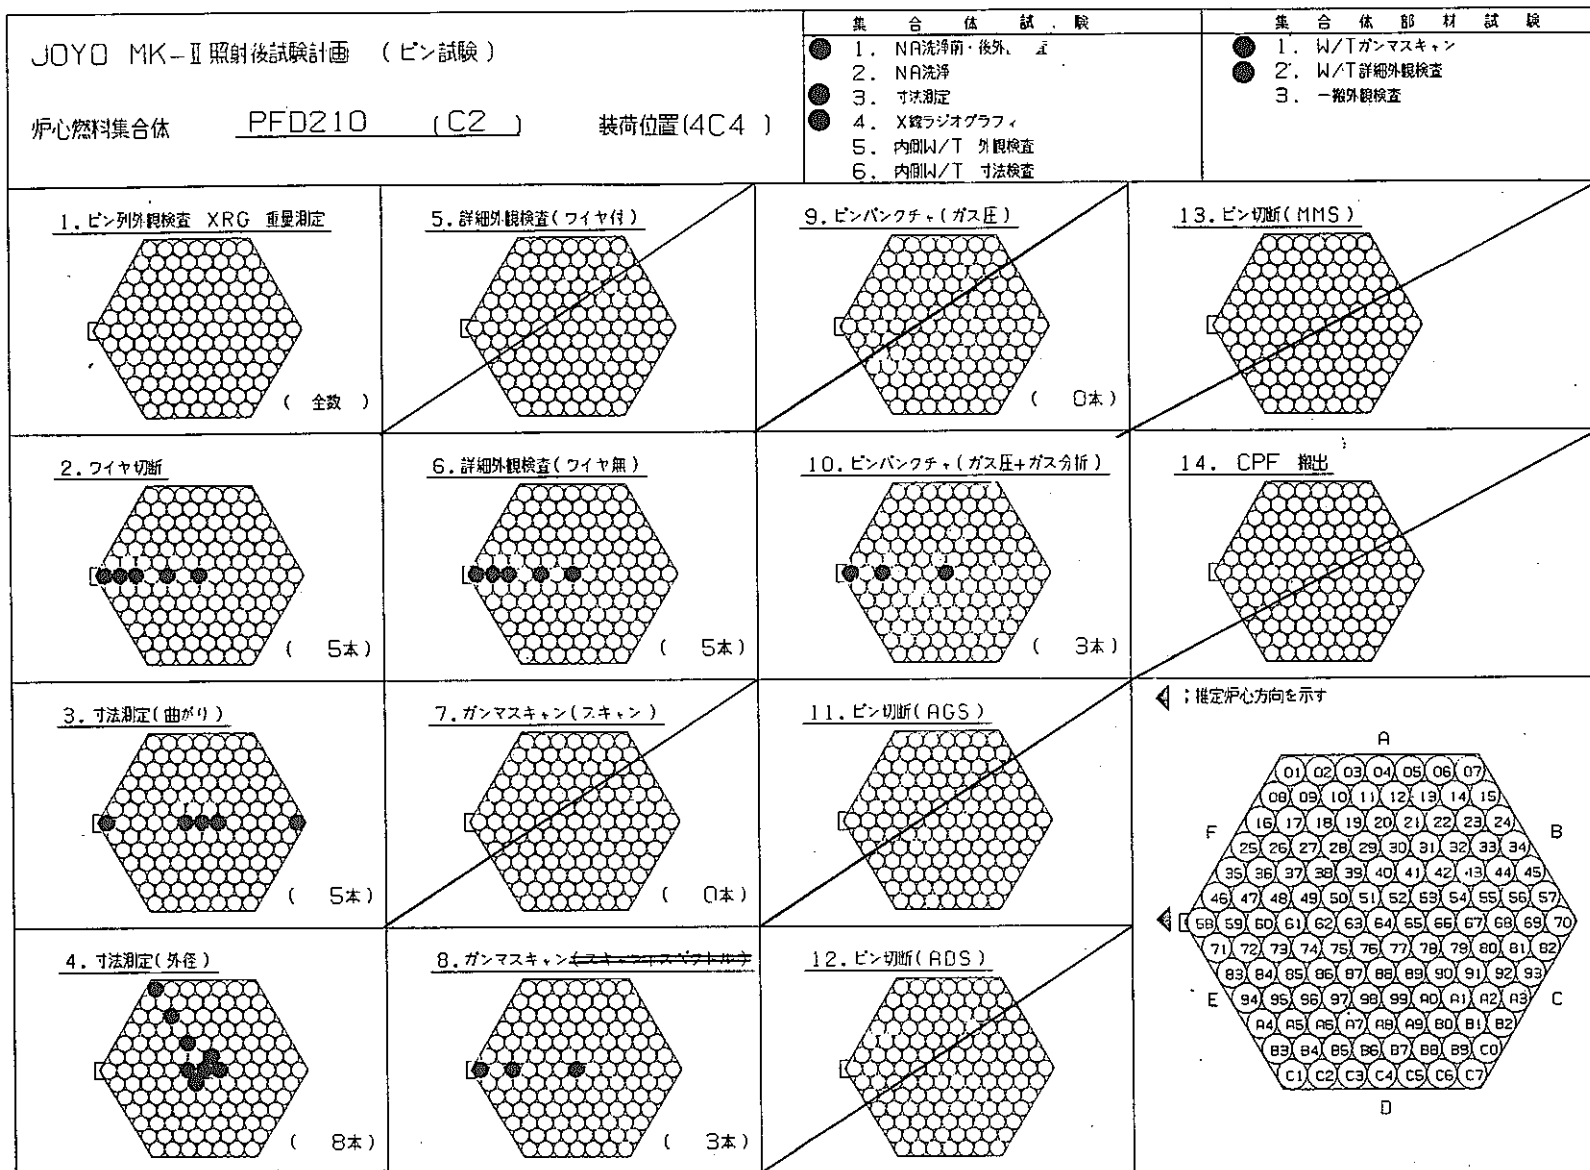 JOYO MK-Ⅱ照射後試験計画 (ピン試験)
炉心燃料集合体 PFD210 (C2) 装荷位置(4C4)
集合体試験
1. NA洗浄前・後外
2. NA洗浄
3. 寸法測定
4. X線ラジオグラフィ
5. 内側W/T 外観検査
6. 内側W/T 寸法検査
集合体部材試験
1. W/Tガンマスキャン
2. W/T詳細外観検査
3. 一般外観検査
1.ピン列外観検査 XRG 重量測定
( 全数 )
5.詳細外観検査(ワイヤ付)
9.ピンパンクチャ(ガス圧)
( 0本)
13.ピン切断(MMS)
2.ワイヤ切断
( 5本)
6.詳細外観検査(ワイヤ無)
( 5本)
10.ピンパンクチャ(ガス圧+ガス分析)
( 3本)
14. CPF 搬出
3.寸法測定(曲がり)
( 5本)
7.ガンマスキャン(スキャン)
( 0本)
11.ピン切断(AGS)
;推定炉心方向を示す
A
01 02 03 04 05 06 07
08 09 10 11 12 13 14 15
16 17 18 19 20 21 22 23 24
F B
25 26 27 28 29 30 31 32 33 34
35 36 37 38 39 40 41 42 43 44 45
46 47 48 49 50 51 52 53 54 55 56 57
58 59 60 61 62 63 64 65 66 67 68 69 70
71 72 73 74 75 76 77 78 79 80 81 82
83 84 85 86 87 88 89 90 91 92 93
E C
94 95 96 97 98 99 A0 A1 A2 A3
A4 A5 A6 A7 A8 A9 B0 B1 B2
B3 B4 B5 B6 B7 B8 B9 C0
C1 C2 C3 C4 C5 C6 C7
D
4.寸法測定(外径)
( 8本)
8.ガンマスキャン
( 3本)
12.ピン切断(ADS)